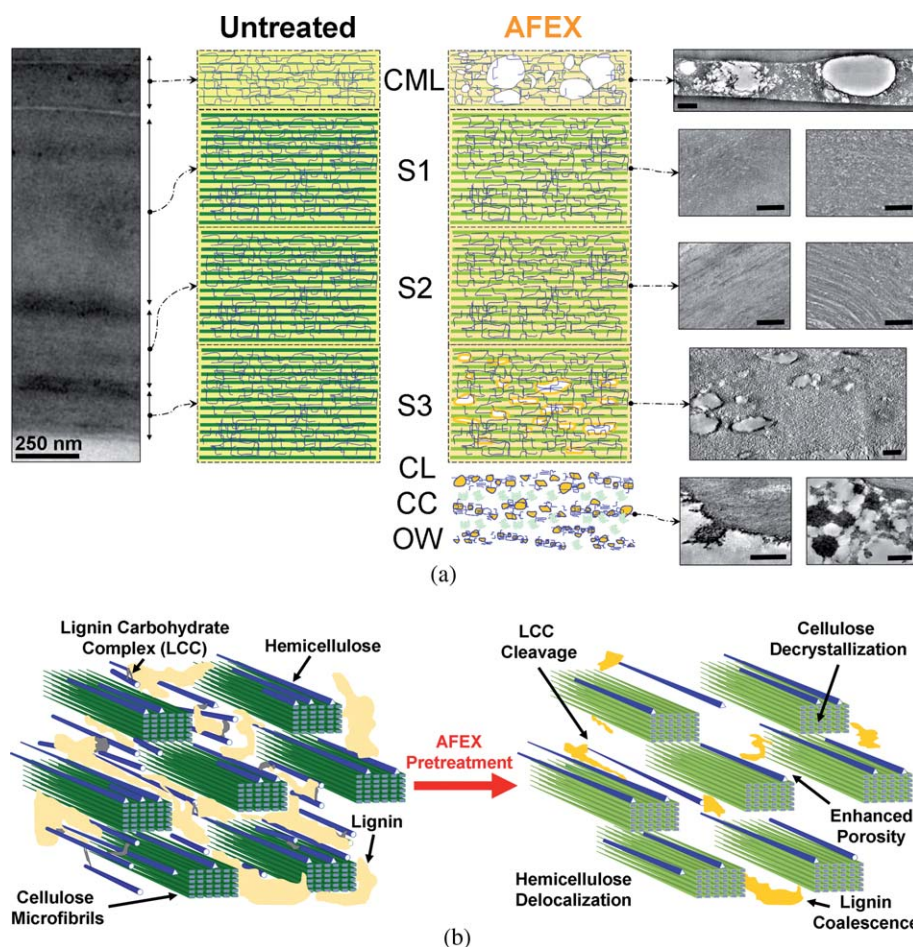 Untreated
AFEX
CML
S1
S2
S3
CL
CC
OW
250 nm
(a)
Lignin Carbohydrate
Complex (LCC)
Hemicellulose
Lignin
Cellulose
Microfibrils
AFEX
Pretreatment
LCC
Cleavage
Cellulose
Decrystallization
Enhanced
Porosity
Hemicellulose
Delocalization
Lignin
Coalescence
(b)